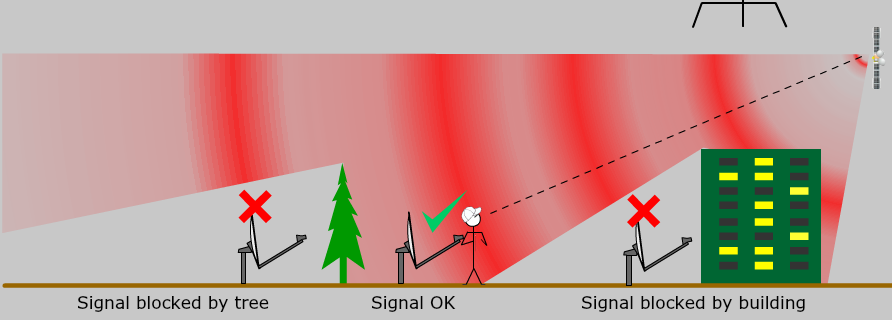 Signal blocked by tree
Signal OK
Signal blocked by building